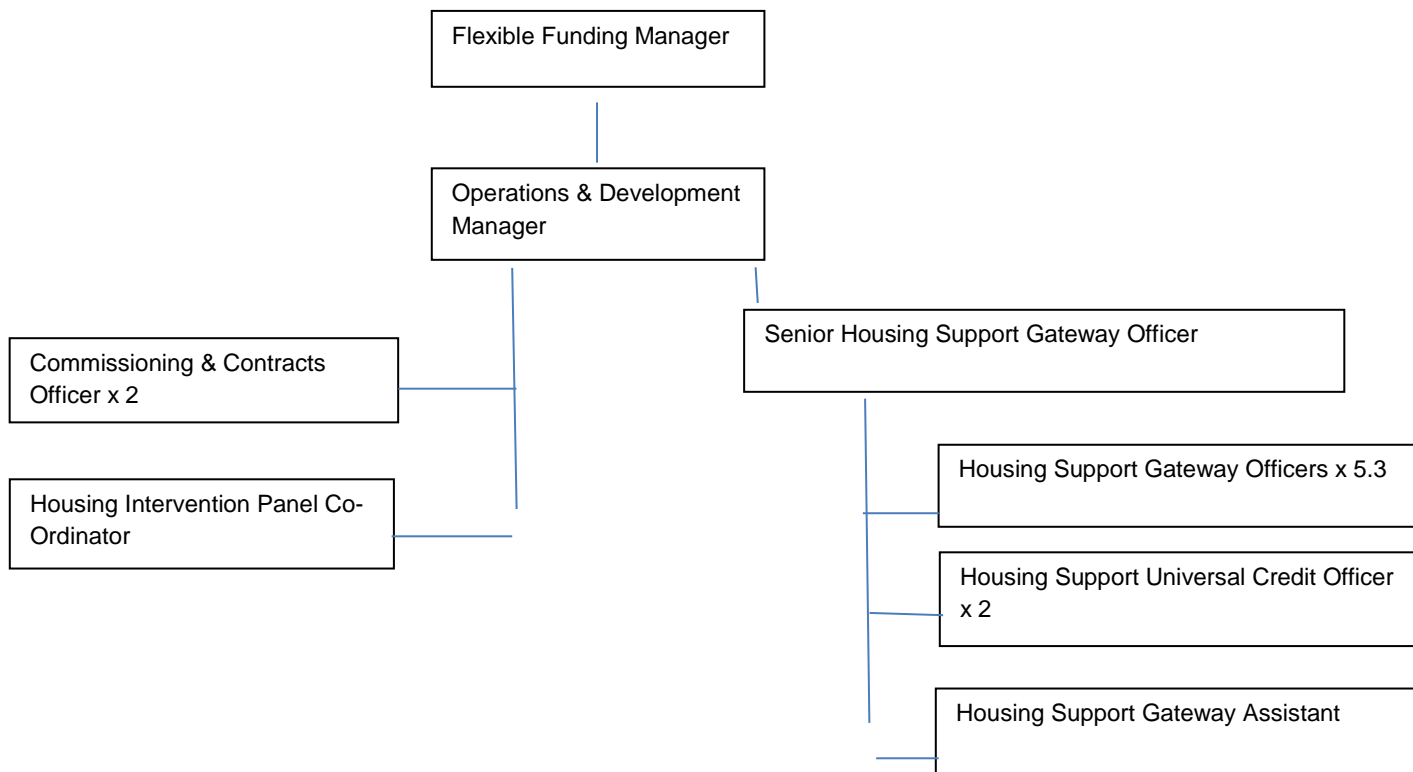 Flexible Funding Manager
Operations & Development
Manager
Senior Housing Support Gateway Officer
Commissioning & Contracts
Officer x 2
Housing Support Gateway Officers x 5.3
Housing Intervention Panel Co-
Ordinator
Housing Support Universal Credit Officer
x 2
Housing Support Gateway Assistant